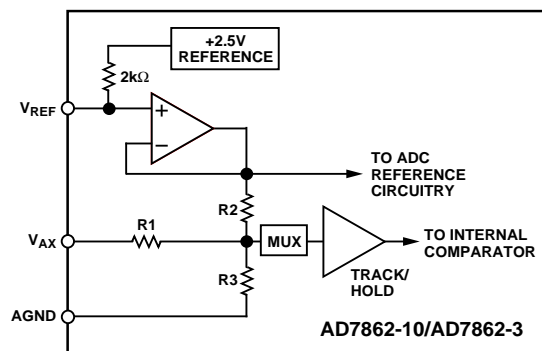 +2.5V
REFERENCE
2kΩ
VREF
+
−
TO ADC
REFERENCE
CIRCUITRY
R2
VAX
R1
MUX
TO INTERNAL
COMPARATOR
R3
TRACK/
HOLD
AGND
AD7862-10/AD7862-3